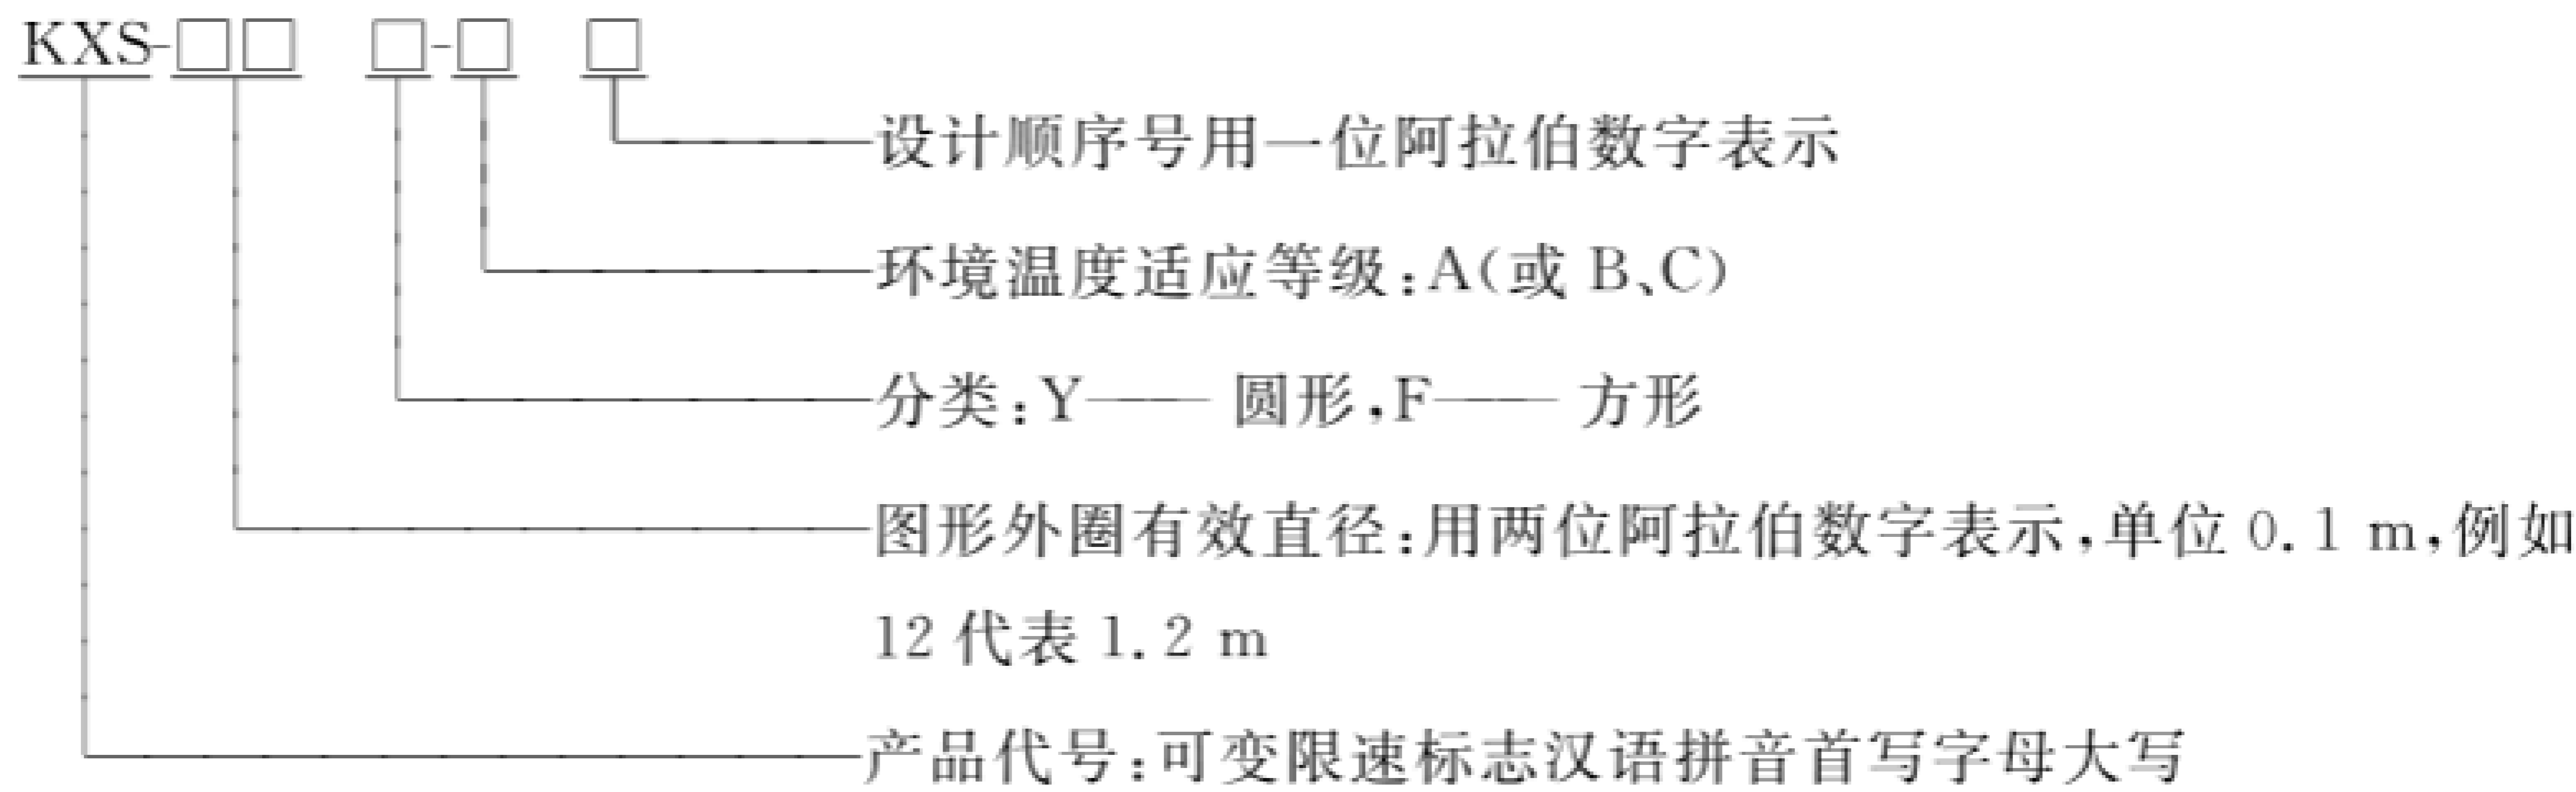 KXS-□□ □-□ □
设计顺序号用一位阿拉伯数字表示
环境温度适应等级:A(或 B、C)
分类:Y—— 圆形,F—— 方形
图形外圈有效直径:用两位阿拉伯数字表示,单位 0.1 m,例如
12 代表 1.2 m
产品代号:可变限速标志汉语拼音首写字母大写